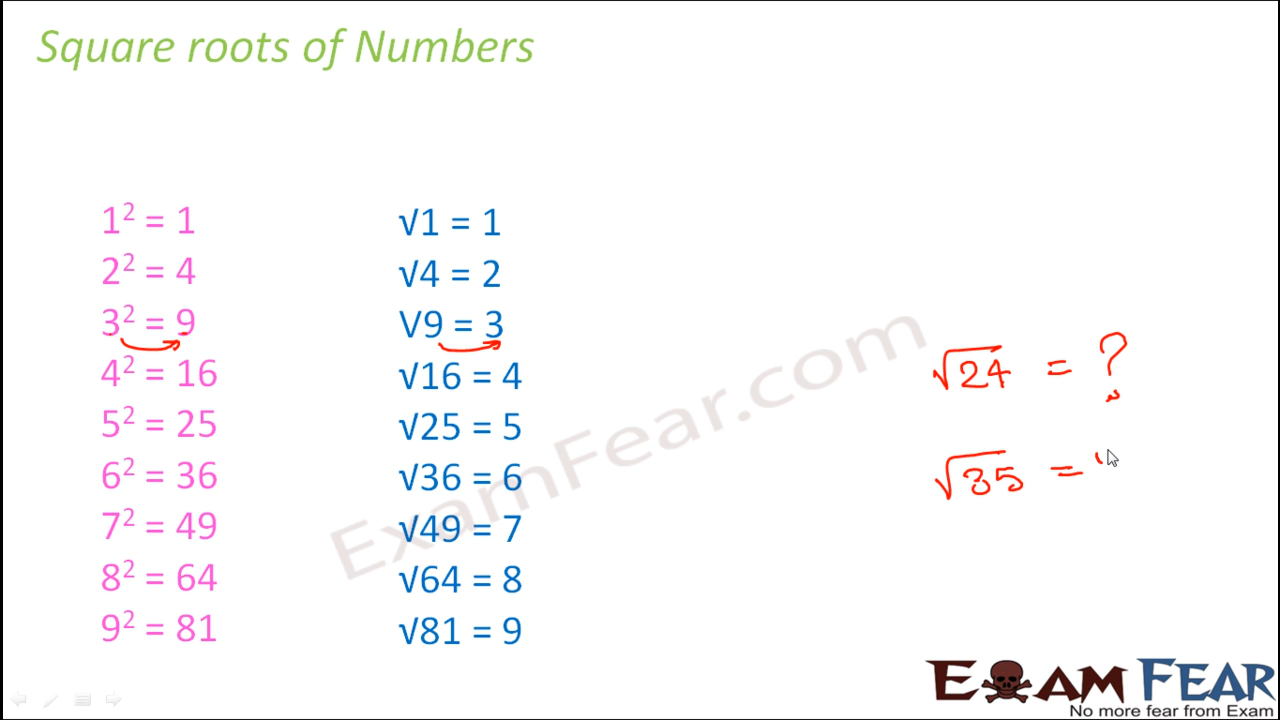 Square roots of Numbers
1² = 1
2² = 4
3² = 9
4² = 16
5² = 25
6² = 36
7² = 49
8² = 64
9² = 81
√1 = 1
√4 = 2
√9 = 3
√16 = 4
√25 = 5
√36 = 6
√49 = 7
√64 = 8
√81 = 9
√24 = ?
√35 =
ExamFear.com
EXAM FEAR
No more fear from Exam